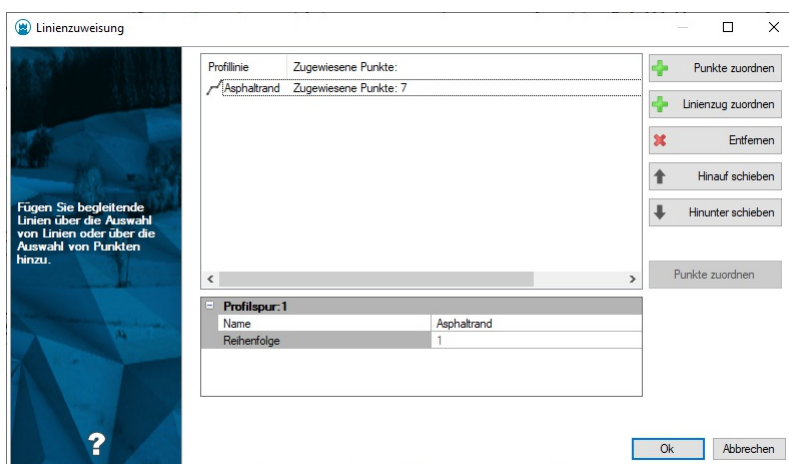 Linienzuweisung
Profillinie Zugewiesene Punkte:
Asphaltrand Zugewiesene Punkte: 7
Punkte zuordnen
Linienzug zuordnen
Entfernen
Hinauf schieben
Hinunter schieben
Punkte zuordnen
Fügen Sie begleitende
Linien über die Auswahl
von Linien oder über die
Auswahl von Punkten
hinzu.
Profilspur:1
Name Asphaltrand
Reihenfolge 1
?
Ok Abbrechen